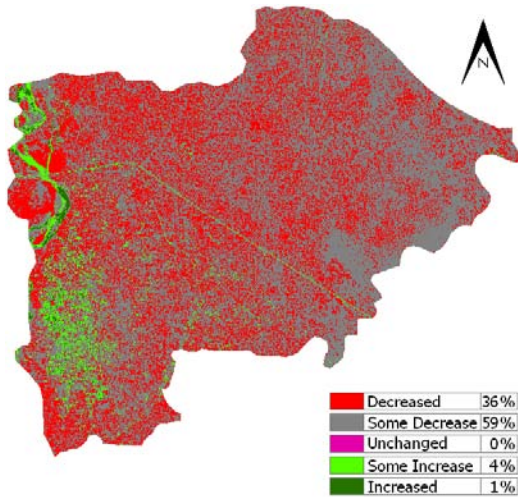 N
Decreased 36%
Some Decrease 59%
Unchanged 0%
Some Increase 4%
Increased 1%